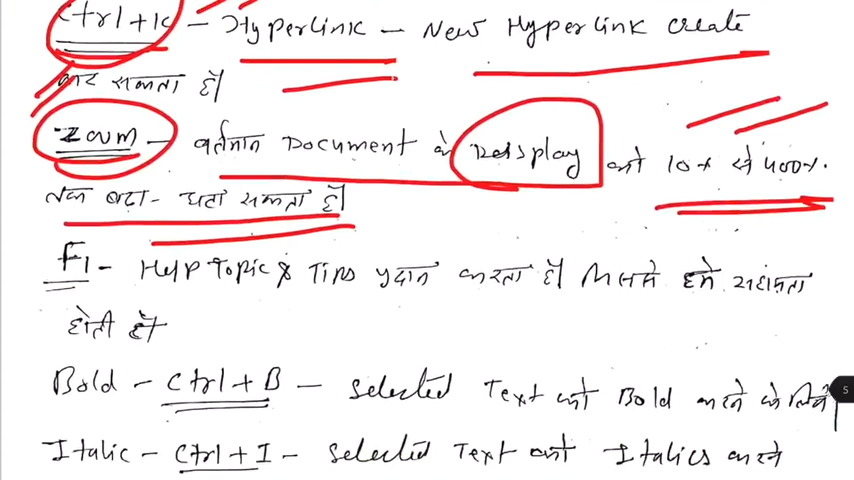 Ctrl+K – Hyperlink – New Hyperlink Create
कर सकता है।
Zoom – वर्तमान Document के Display को 10% से 400%.
तक बढ़ा - घटा सकता है।
F1 - Help Topic & Tips प्रदान करता है। जिससे हमें सहायता
होती है
Bold – Ctrl + B – Selected Text को Bold करने के लिये
Italic – Ctrl + I – Selected Text को Italics करने
5